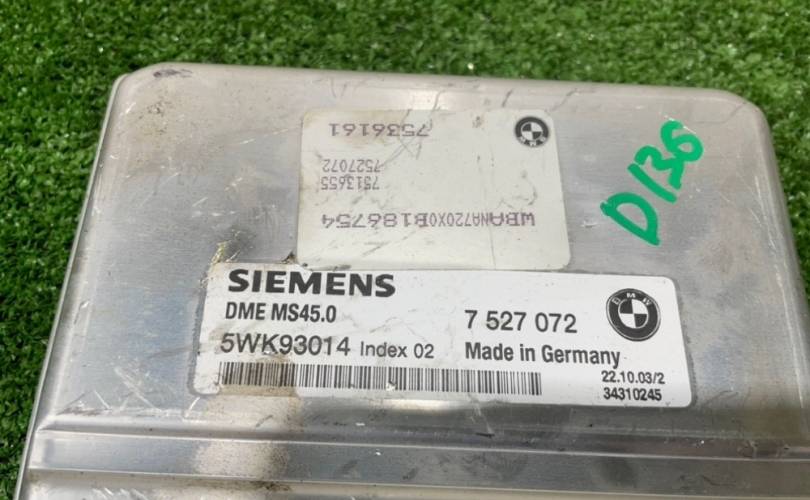 7536161
7527072
7513655
WBANA720X0B186754
D136
SIEMENS
DME MS45.0
7 527 072
BMW
5WK93014 Index 02
Made in Germany
22.10.03/2
34310245